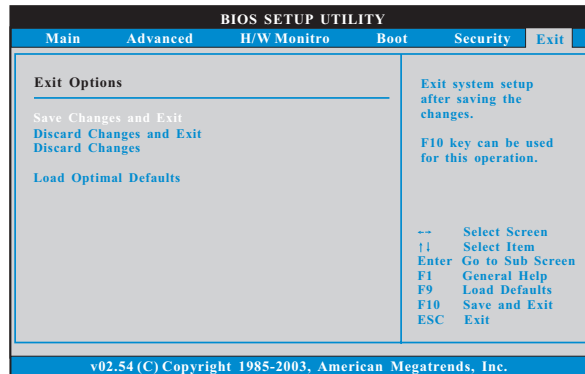 BIOS SETUP UTILITY
Main Advanced H/W Monitro Boot Security Exit
Exit Options
Save Changes and Exit
Discard Changes and Exit
Discard Changes
Load Optimal Defaults
Exit system setup
after saving the
changes.
F10 key can be used
for this operation.
←→ Select Screen
↑↓ Select Item
Enter Go to Sub Screen
F1 General Help
F9 Load Defaults
F10 Save and Exit
ESC Exit
v02.54 (C) Copyright 1985-2003, American Megatrends, Inc.